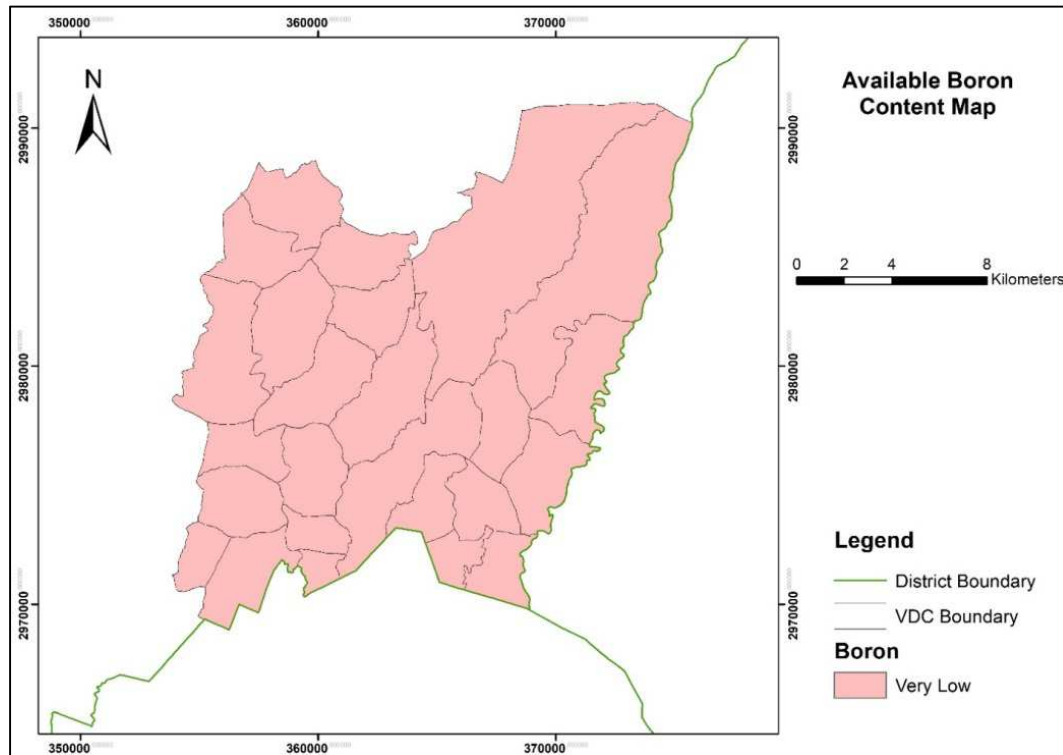 350000
360000
370000
N
Available Boron
Content Map
2990000
2990000
0 2 4 8
Kilometers
2980000
2980000
Legend
District Boundary
VDC Boundary
Boron
Very Low
2970000
2970000
350000
360000
370000